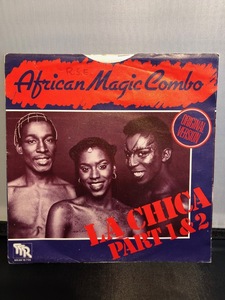 African Magic Combo
ORIGINAL
VERSION
LA CHICA
PART 1 & 2